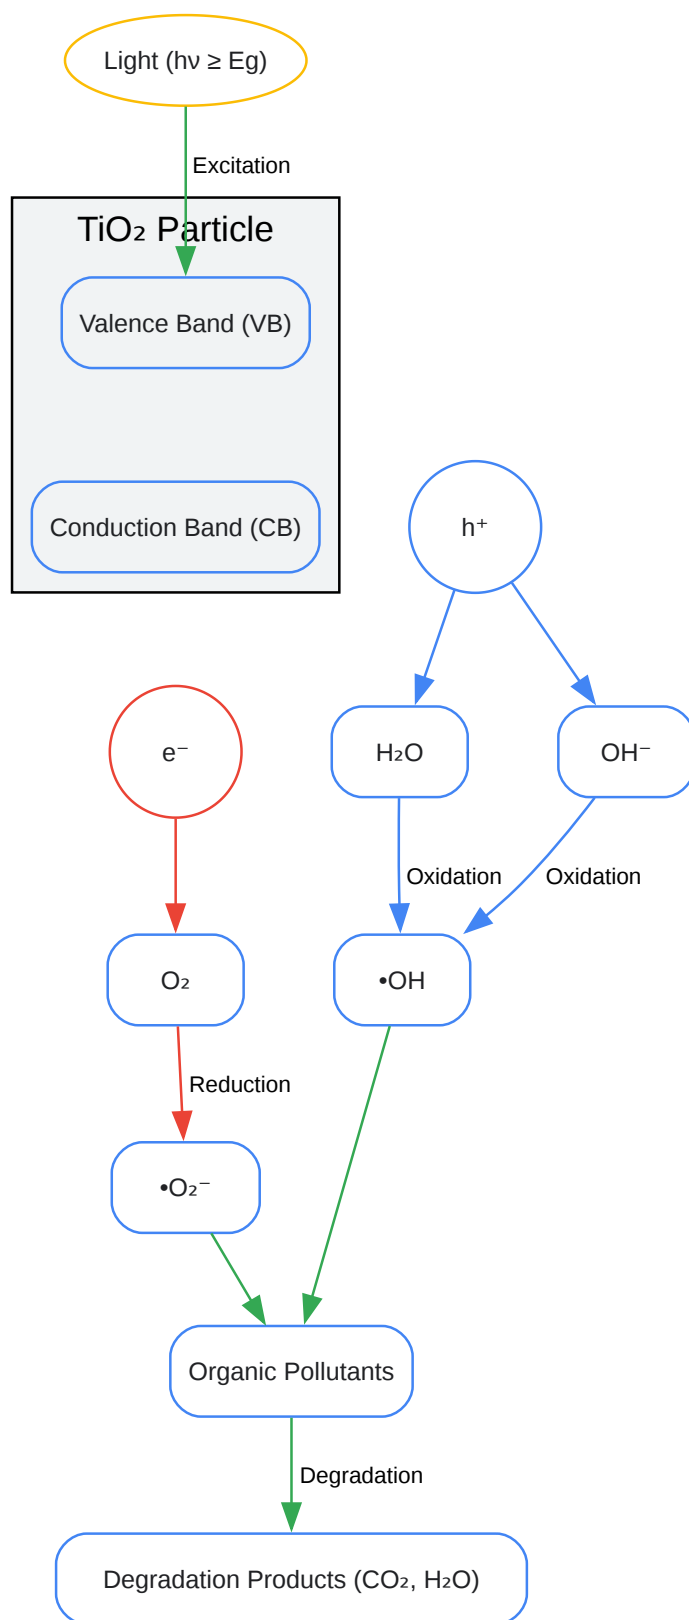 Light (hν ≥ Eg)
Excitation
TiO₂ Particle
Valence Band (VB)
Conduction Band (CB)
h⁺
e⁻
H₂O
OH⁻
Oxidation
Oxidation
O₂
•OH
Reduction
•O₂⁻
Organic Pollutants
Degradation
Degradation Products (CO₂, H₂O)